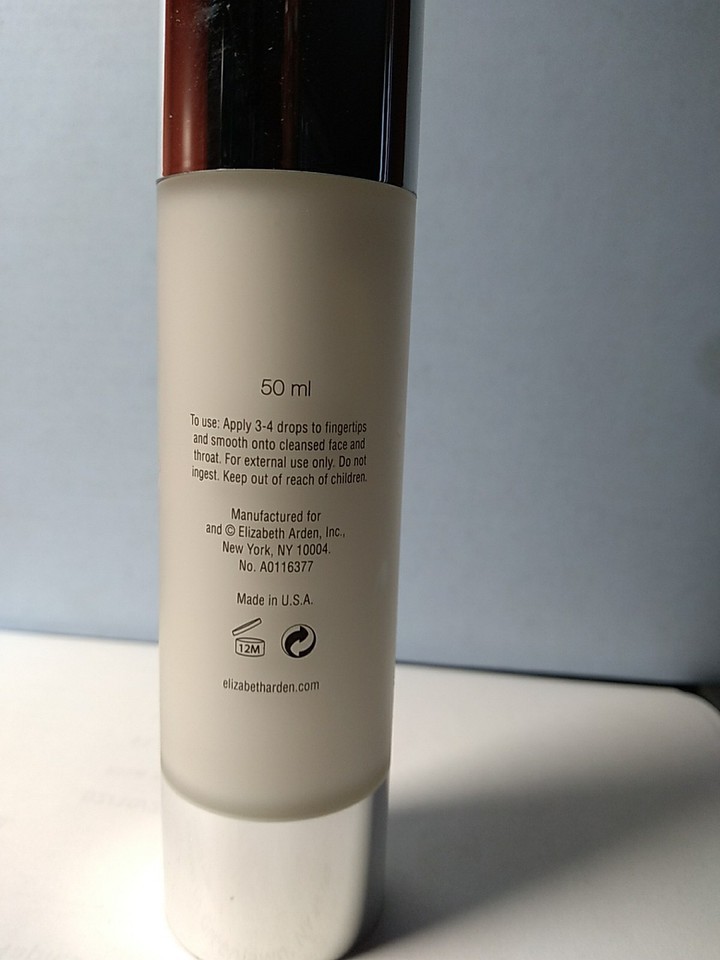 50 ml
To use: Apply 3-4 drops to fingertips
and smooth onto cleansed face and
throat. For external use only. Do not
ingest. Keep out of reach of children.
Manufactured for
and © Elizabeth Arden, Inc.,
New York, NY 10004.
No. A0116377
Made in U.S.A.
12M
elizabetharden.com